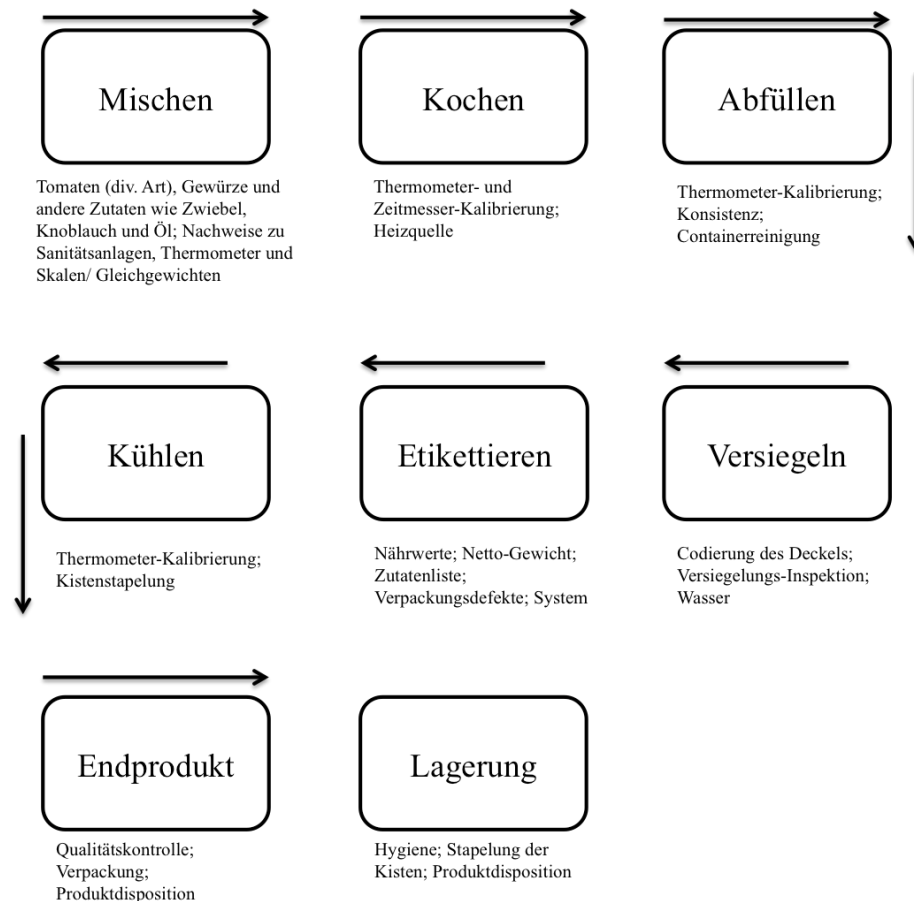 Mischen
Kochen
Abfüllen
Tomaten (div. Art), Gewürze und
andere Zutaten wie Zwiebel,
Knoblauch und Öl; Nachweise zu
Sanitätsanlagen, Thermometer und
Skalen/ Gleichgewichten
Thermometer- und
Zeitmesser-Kalibrierung;
Heizquelle
Thermometer-Kalibrierung;
Konsistenz;
Containerreinigung
Kühlen
Etikettieren
Versiegeln
Thermometer-Kalibrierung;
Kistenstapelung
Nährwerte; Netto-Gewicht;
Zutatenliste;
Verpackungsdefekte; System
Codierung des Deckels;
Versiegelungs-Inspektion;
Wasser
Endprodukt
Lagerung
Qualitätskontrolle;
Verpackung;
Produktdisposition
Hygiene; Stapelung der
Kisten; Produktdisposition